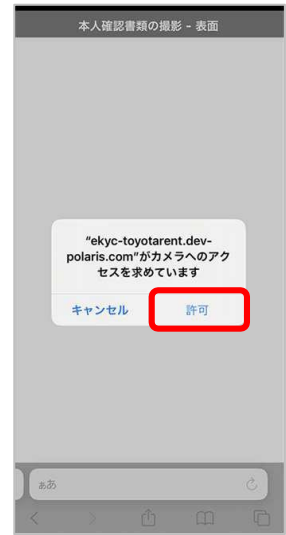 本人確認書類の撮影 - 表面
"ekyc-toyotarent.dev-
polaris.com"がカメラへのアク
セスを求めています
キャンセル
許可
ぁあ